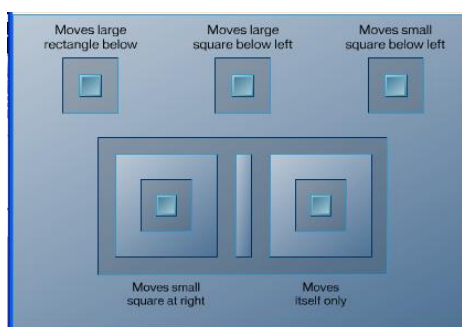 Moves large
rectangle below
Moves large
square below left
Moves small
square below left
Moves small
square at right
Moves
itself only